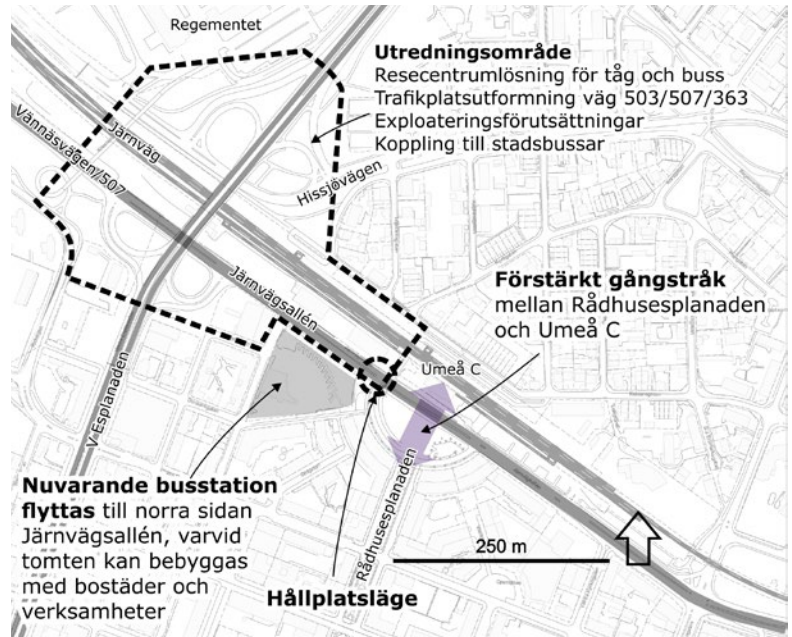 Regementet
Utredningsområde
Resecentrumlösning för tåg och buss
Trafikplatsutformning väg 503/507/363
Exploateringsförutsättningar
Koppling till stadsbussar
Järnväg
Vännäsvägen/507
Hissjövägen
Järnvägsallén
Förstärkt gångstråk
mellan Rådhusesplanaden
och Umeå C
Umeå C
V Esplanaden
Rådhusesplanaden
Nuvarande busstation
flyttas till norra sidan
Järnvägsallén, varvid
tomten kan bebyggas
med bostäder och
verksamheter
Hållplatsläge
250 m